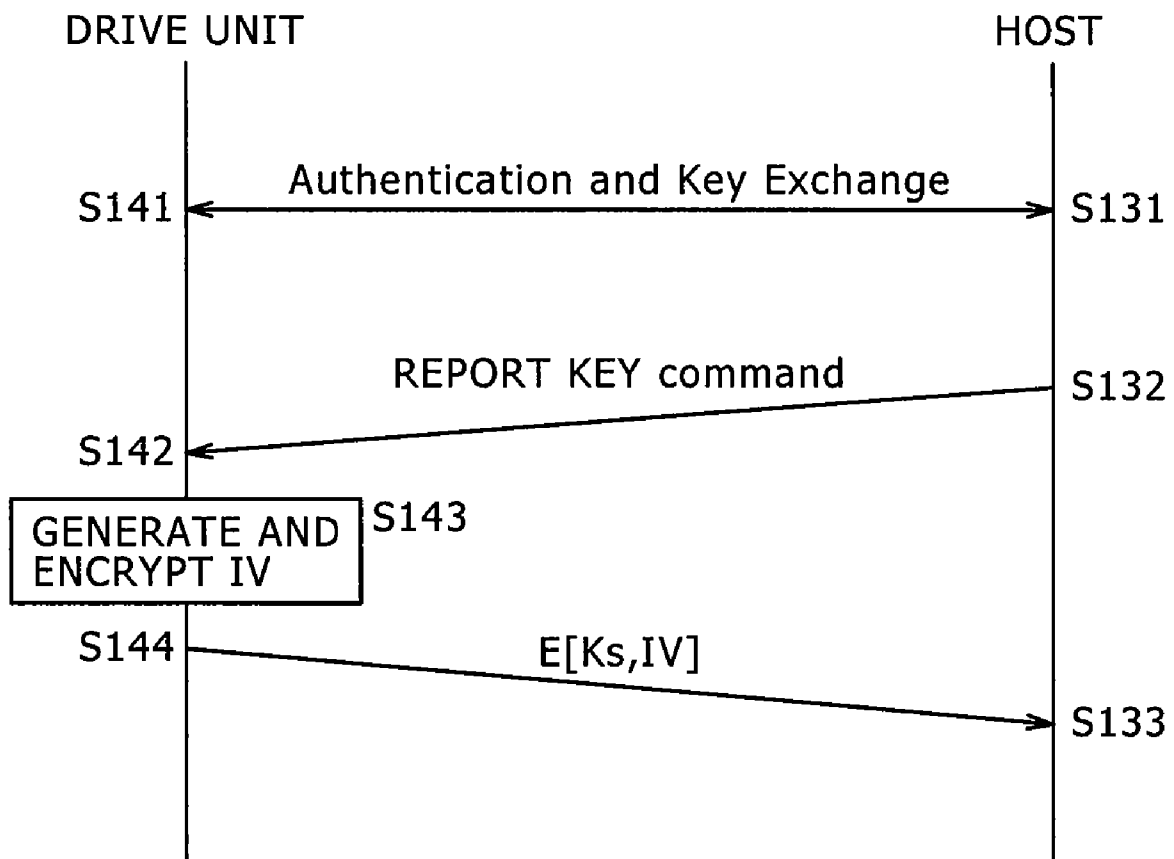 DRIVE UNIT
HOST
Authentication and Key Exchange
S141
S131
REPORT KEY command
S132
S142
GENERATE AND
ENCRYPT IV
S143
S144
E[Ks,IV]
S133